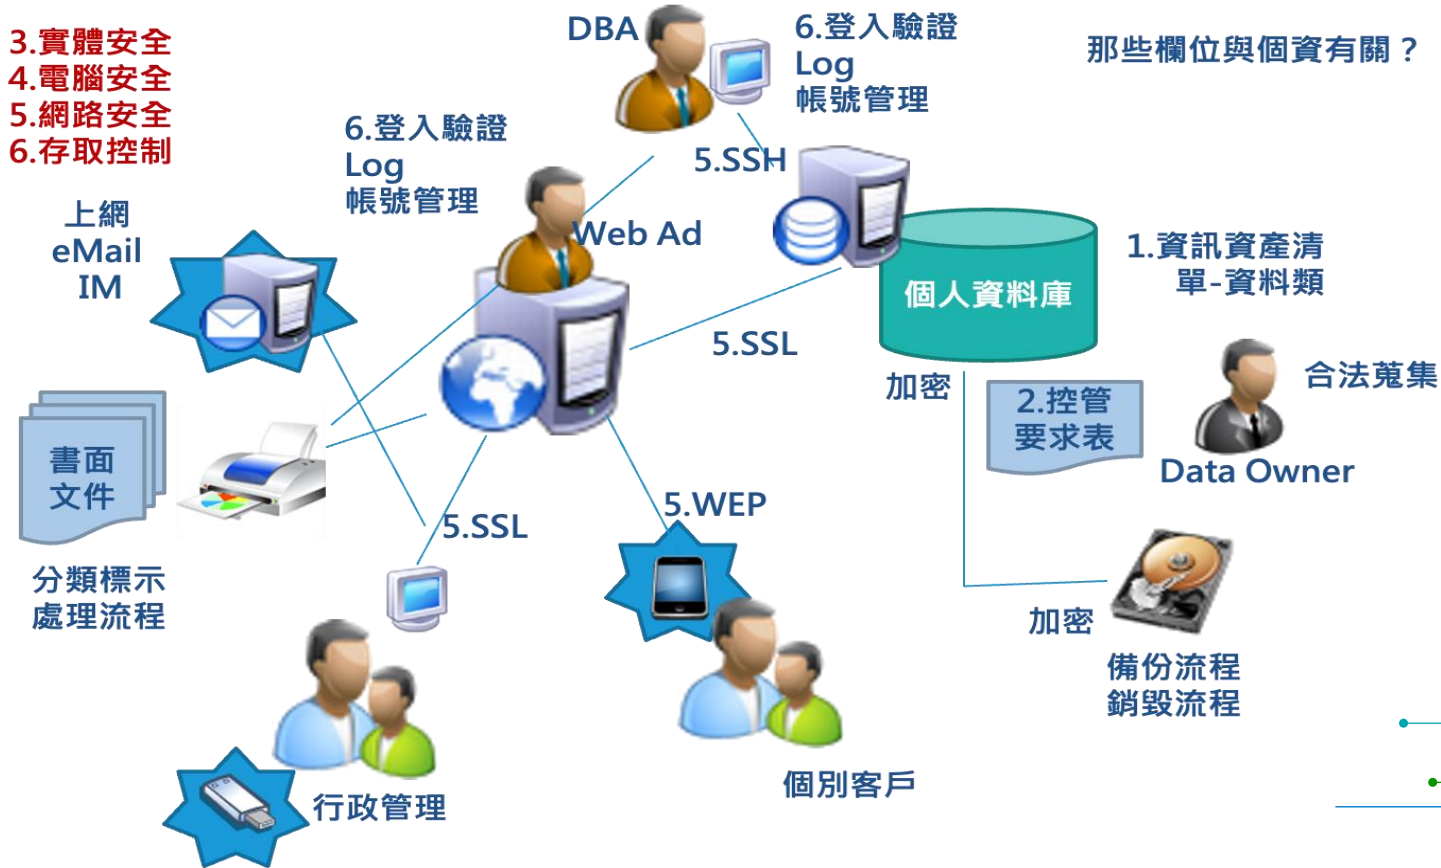 3.實體安全
4.電腦安全
5.網路安全
6.存取控制
DBA
6.登入驗證
Log
帳號管理
那些欄位與個資有關？
6.登入驗證
Log
帳號管理
5.SSH
上網
eMail
IM
Web Ad
個人資料庫
1.資訊資產清
單-資料類
5.SSL
加密
2.控管
要求表
合法蒐集
Data Owner
書面
文件
5.SSL
5.WEP
分類標示
處理流程
加密
備份流程
銷毀流程
行政管理
個別客戶